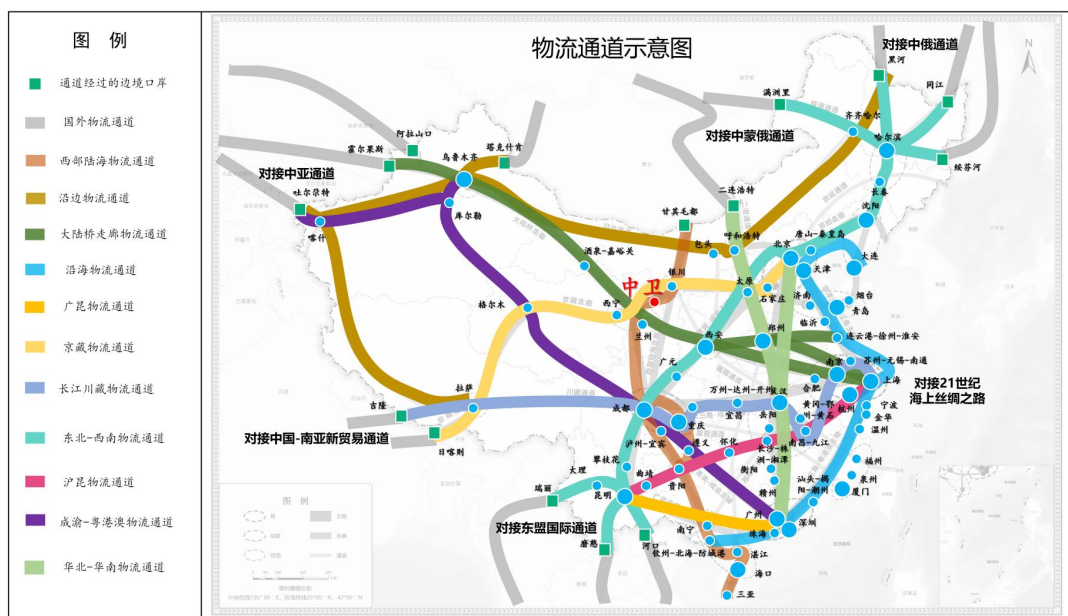 图 例
通道经过的边境口岸
国外物流通道
西部陆海物流通道
沿边物流通道
大陆桥走廊物流通道
沿海物流通道
广昆物流通道
京藏物流通道
长江川藏物流通道
东北-西南物流通道
沪昆物流通道
成渝-粤港澳物流通道
华北-华南物流通道
物流通道示意图
N
对接中俄通道
黑河
同江
满洲里
齐齐哈尔
哈尔滨
对接中蒙俄通道
绥芬河
阿拉山口
霍尔果斯
乌鲁木齐
塔克什肯
对接中亚通道
吐尔尕特
喀什
库尔勒
二连浩特
甘其毛都
长春
沈阳
呼和浩特
包头
唐山-秦皇岛
北京
天津
大连
酒泉-嘉峪关
银川
中卫
太原
石家庄
济南
烟台
青岛
临沂
格尔木
京藏走廊
西宁
兰州
西安
郑州
连云港-徐州-淮安
广元
南京
苏州-无锡-南通
上海
对接21世纪
海上丝绸之路
拉萨
吉隆
日喀则
对接中国-南亚新贸易通道
川藏走廊
成都
重庆
万州-达州-开州
宜昌
武汉
合肥
黄冈-鄂
州-黄石
杭州
宁波
金华
温州
岳阳
南昌-九江
泸州-宜宾
遵义
怀化
长沙-株
洲-湘潭
衡阳
赣州
福州
泉州
厦门
汕头-揭
阳-潮州
攀枝花
大理
瑞丽
昆明
曲靖
贵阳
对接东盟国际通道
磨憨
河口
南宁
广州
深圳
珠海
钦州-北海-防城港
湛江
海口
三亚
图 例